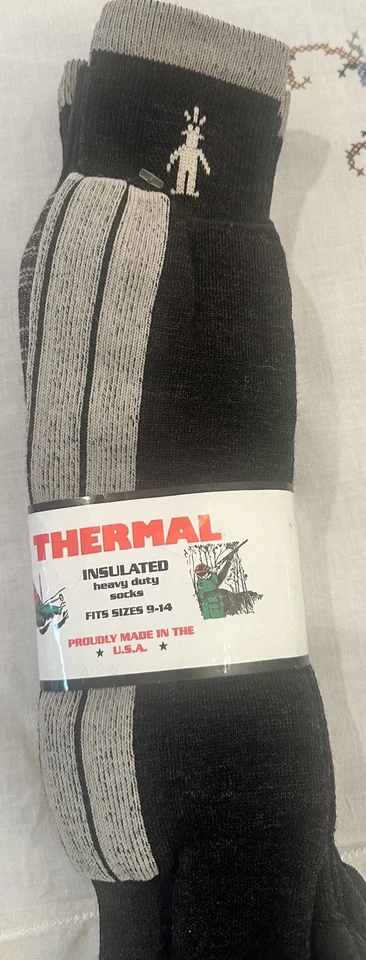 THERMAL
INSULATED
heavy duty
socks
FITS SIZES 9-14
PROUDLY MADE IN THE
★ U.S.A. ★